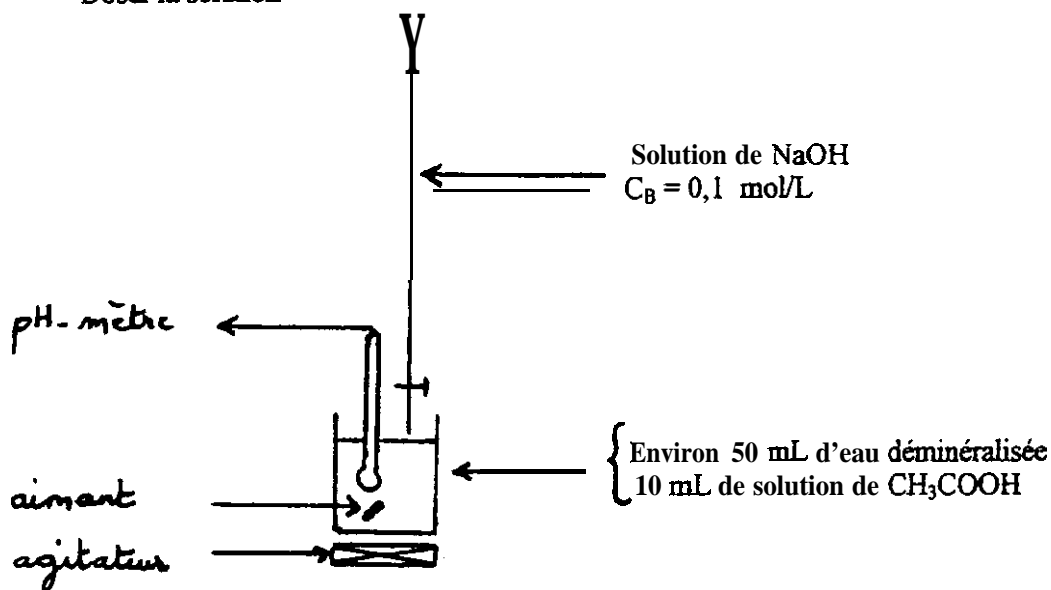 Solution de NaOH
C_B = 0,1 mol/L
pH-mètre
Environ 50 mL d'eau déminéralisée
10 mL de solution de CH₃COOH
aimant
agitateur